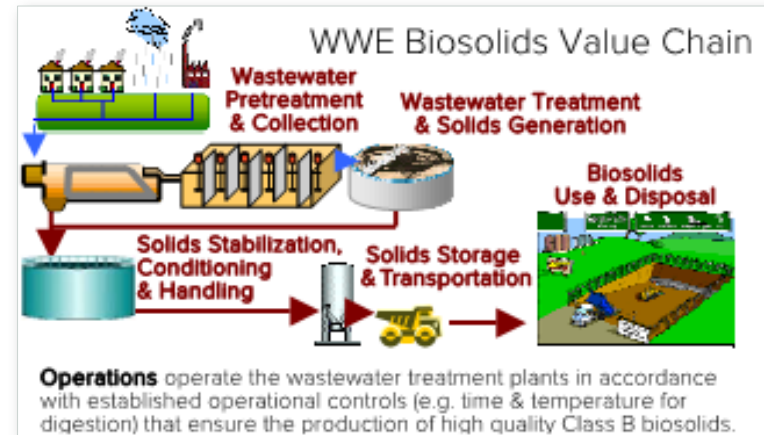 WWE Biosolids Value Chain
Wastewater
Pretreatment
& Collection
Wastewater Treatment
& Solids Generation
Biosolids
Use & Disposal
Solids Stabilization,
Conditioning
& Handling
Solids Storage
& Transportation
Operations operate the wastewater treatment plants in accordance
with established operational controls (e.g. time & temperature for
digestion) that ensure the production of high quality Class B biosolids.